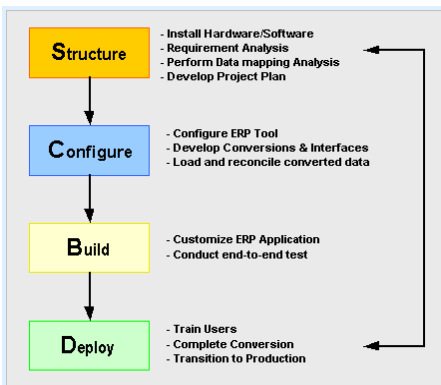 Structure
- Install Hardware/Software
- Requirement Analysis
- Perform Data mapping Analysis
- Develop Project Plan
Configure
- Configure ERP Tool
- Develop Conversions & Interfaces
- Load and reconcile converted data
Build
- Customize ERP Application
- Conduct end-to-end test
Deploy
- Train Users
- Complete Conversion
- Transition to Production